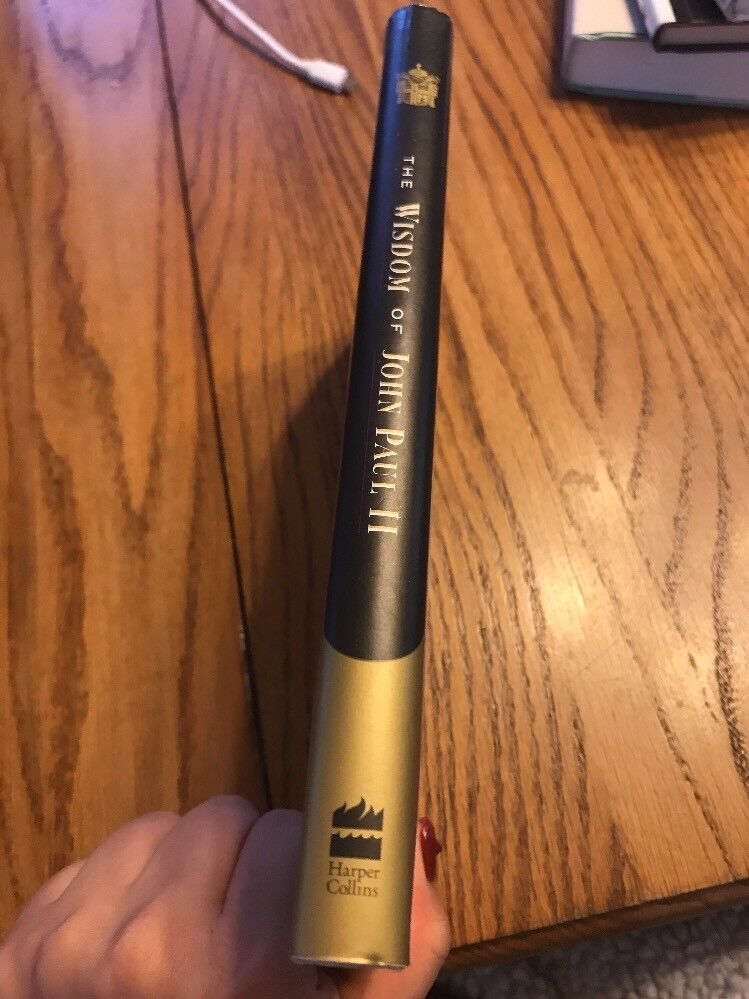 THE WISDOM OF JOHN PAUL II
Harper
Collins